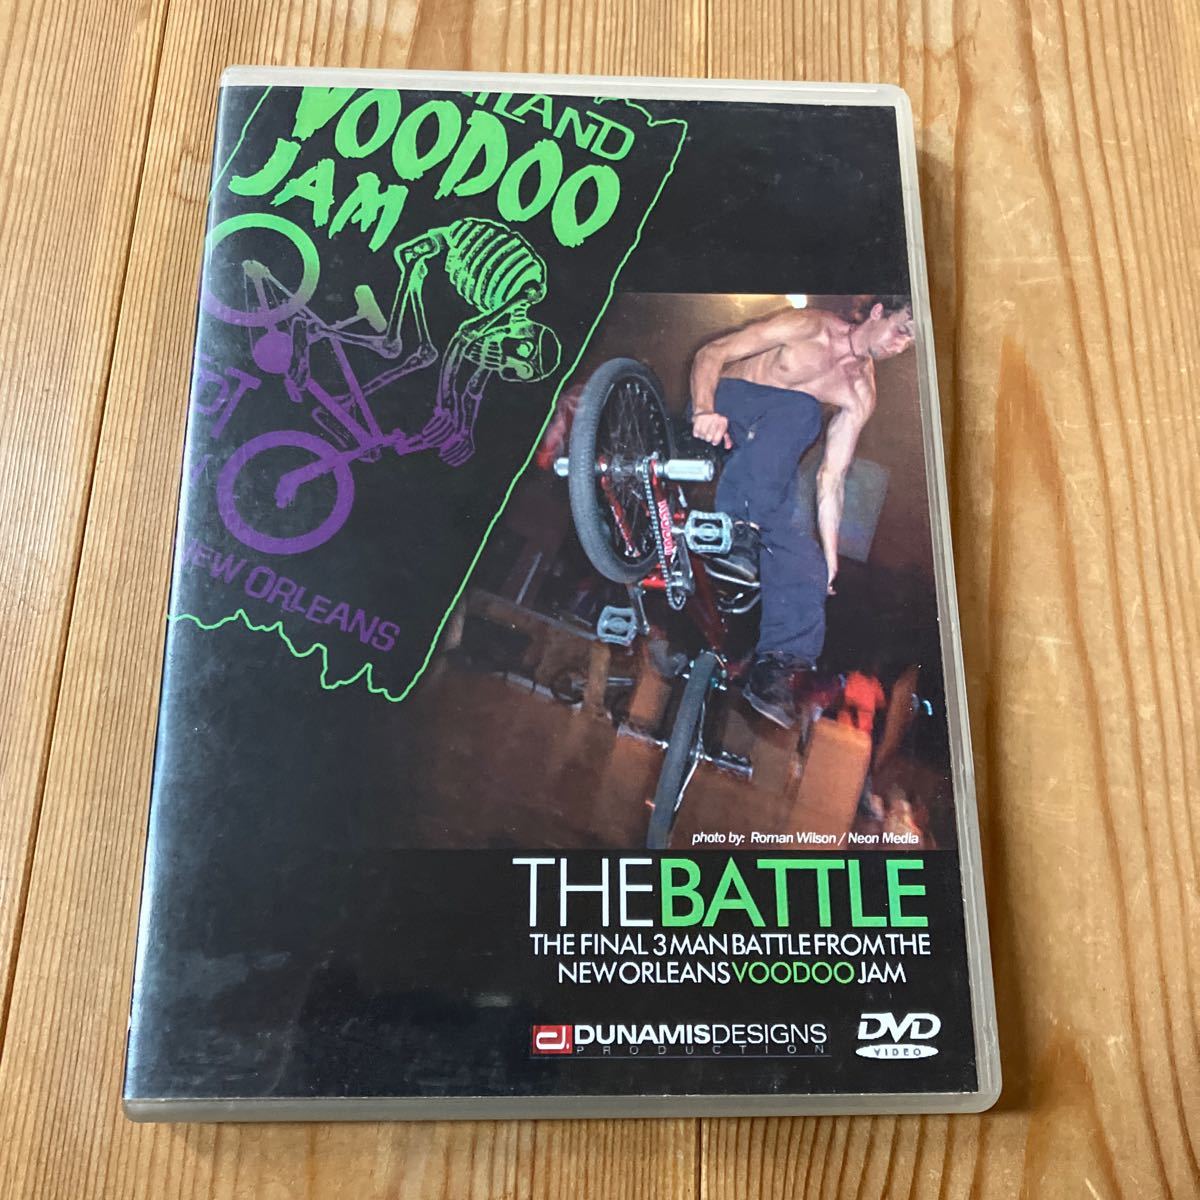 VOODOO
JAM
NEW ORLEANS
photo by: Roman Wilson / Neon Media
THEBATTLE
THE FINAL 3 MAN BATTLE FROM THE
NEW ORLEANS VOODOO JAM
d. DUNAMISDESIGNS
PRODUCTION
DVD
VIDEO